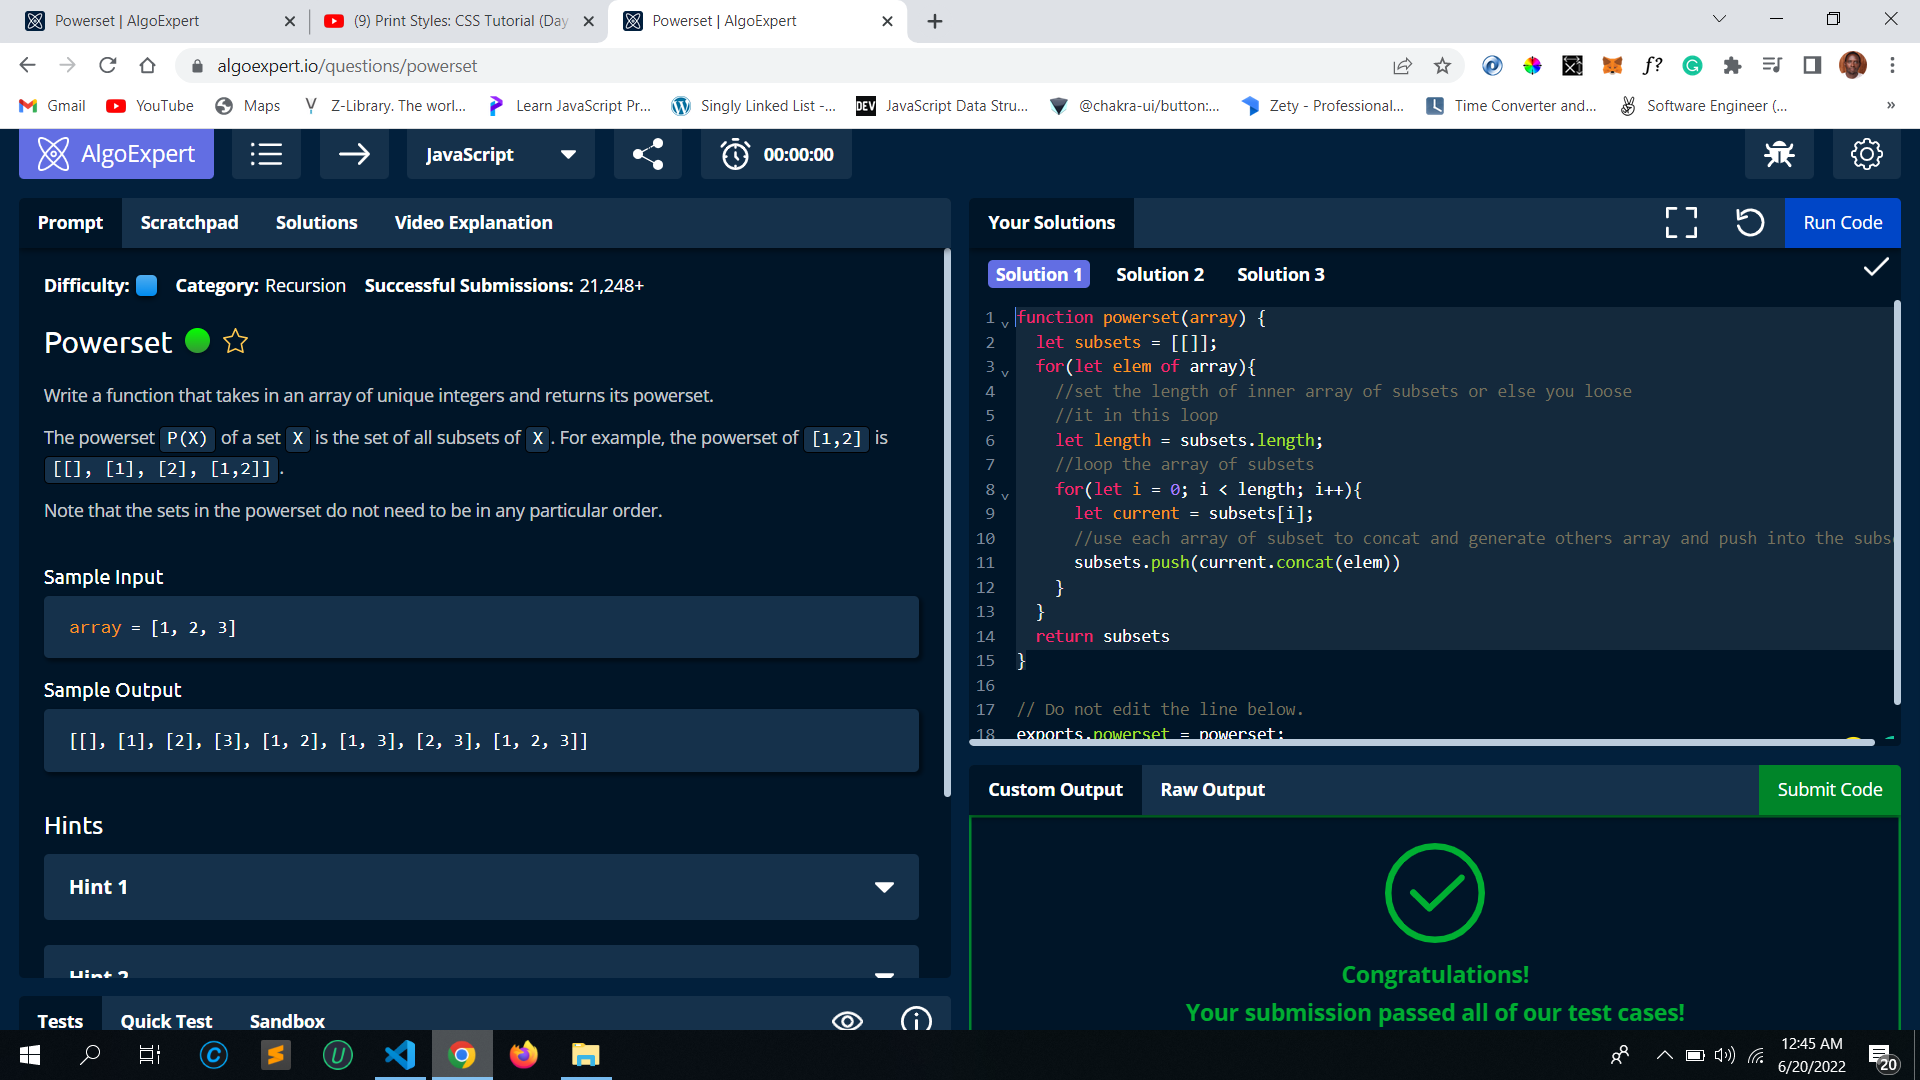 Powerset | AlgoExpert
(9) Print Styles: CSS Tutorial (Day
Powerset | AlgoExpert
algoexpert.io/questions/powerset
f?
Gmail
YouTube
Maps
Z-Library. The worl...
Learn JavaScript Pr...
Singly Linked List -...
DEV JavaScript Data Stru...
@chakra-ui/button:...
Zety - Professional...
Time Converter and...
Software Engineer (...
»
AlgoExpert
JavaScript
00:00:00
Prompt
Scratchpad
Solutions
Video Explanation
Difficulty: Category: Recursion Successful Submissions: 21,248+
Powerset
Write a function that takes in an array of unique integers and returns its powerset.
The powerset P(X) of a set X is the set of all subsets of X. For example, the powerset of [1,2] is
[[], [1], [2], [1,2]].
Note that the sets in the powerset do not need to be in any particular order.
Sample Input
array = [1, 2, 3]
Sample Output
[[], [1], [2], [3], [1, 2], [1, 3], [2, 3], [1, 2, 3]]
Hints
Hint 1
Hint 2
Tests
Quick Test
Sandbox
Your Solutions
Run Code
Solution 1
Solution 2
Solution 3
1 function powerset(array) {
2 let subsets = [[]];
3 for(let elem of array){
4 //set the length of inner array of subsets or else you loose
5 //it in this loop
6 let length = subsets.length;
7 //loop the array of subsets
8 for(let i = 0; i < length; i++){
9 let current = subsets[i];
10 //use each array of subset to concat and generate others array and push into the subs
11 subsets.push(current.concat(elem))
12 }
13 }
14 return subsets
15 }
16
17 // Do not edit the line below.
18 exports.powerset = powerset;
Custom Output
Raw Output
Submit Code
Congratulations!
Your submission passed all of our test cases!
12:45 AM
6/20/2022
20